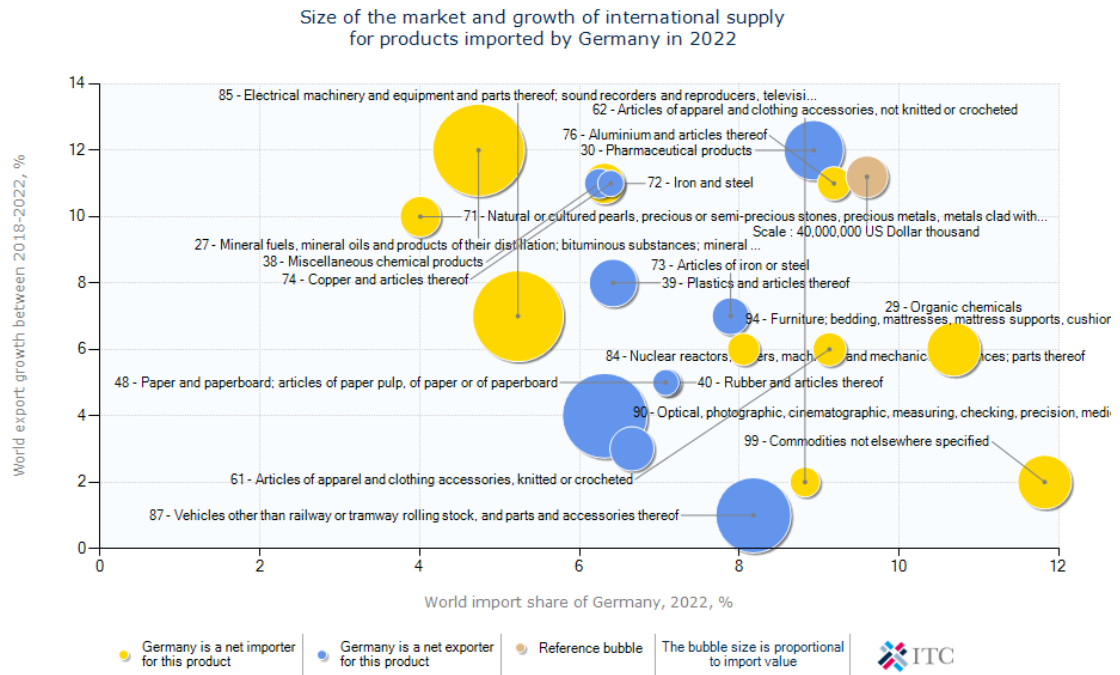 Size of the market and growth of international supply
for products imported by Germany in 2022
World export growth between 2018-2022, %
14
12
10
8
6
4
2
0
85 - Electrical machinery and equipment and parts thereof; sound recorders and reproducers, televisi...
62 - Articles of apparel and clothing accessories, not knitted or crocheted
76 - Aluminium and articles thereof
30 - Pharmaceutical products
72 - Iron and steel
71 - Natural or cultured pearls, precious or semi-precious stones, precious metals, metals clad with...
Scale : 40,000,000 US Dollar thousand
27 - Mineral fuels, mineral oils and products of their distillation; bituminous substances; mineral ...
38 - Miscellaneous chemical products
73 - Articles of iron or steel
74 - Copper and articles thereof
39 - Plastics and articles thereof
29 - Organic chemicals
94 - Furniture; bedding, mattresses, mattress supports, cushion
84 - Nuclear reactors, mach and mechanic parts thereof
48 - Paper and paperboard; articles of paper pulp, of paper or of paperboard
40 - Rubber and articles thereof
90 - Optical, photographic, cinematographic, measuring, checking, precision, medi
99 - Commodities not elsewhere specified
61 - Articles of apparel and clothing accessories, knitted or crocheted
87 - Vehicles other than railway or tramway rolling stock, and parts and accessories thereof
0 2 4 6 8 10 12
World import share of Germany, 2022, %
Germany is a net importer
for this product
Germany is a net exporter
for this product
Reference bubble
The bubble size is proportional
to import value
ITC